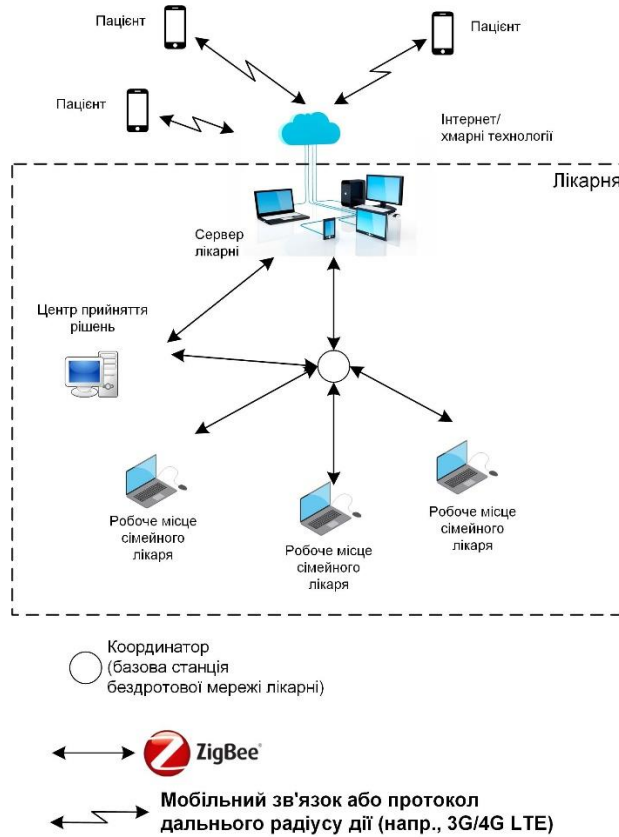 Пацієнт
Пацієнт
Пацієнт
Інтернет/
хмарні технології
Лікарня
Сервер
лікарні
Центр прийняття
рішень
Робоче місце
сімейного
лікаря
Робоче місце
сімейного
лікаря
Робоче місце
сімейного
лікаря
Координатор
(базова станція
бездротової мережі лікарні)
ZigBee®
Мобільний зв'язок або протокол
дальнього радіусу дії (напр., 3G/4G LTE)